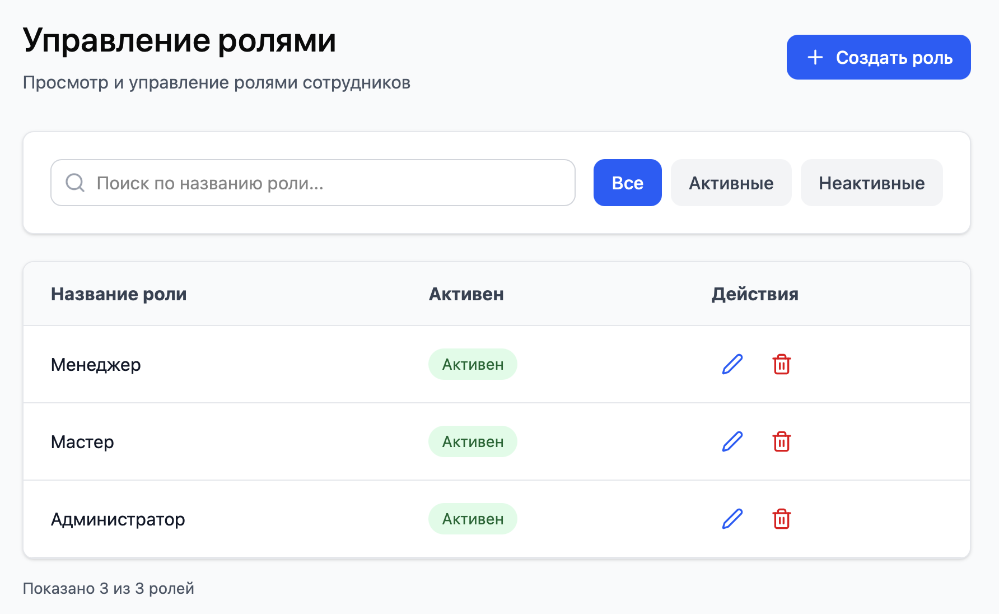 Управление ролями
Просмотр и управление ролями сотрудников
Создать роль
Поиск по названию роли...
Все
Активные
Неактивные
Название роли
Активен
Действия
Менеджер
Активен
Мастер
Активен
Администратор
Активен
Показано 3 из 3 ролей